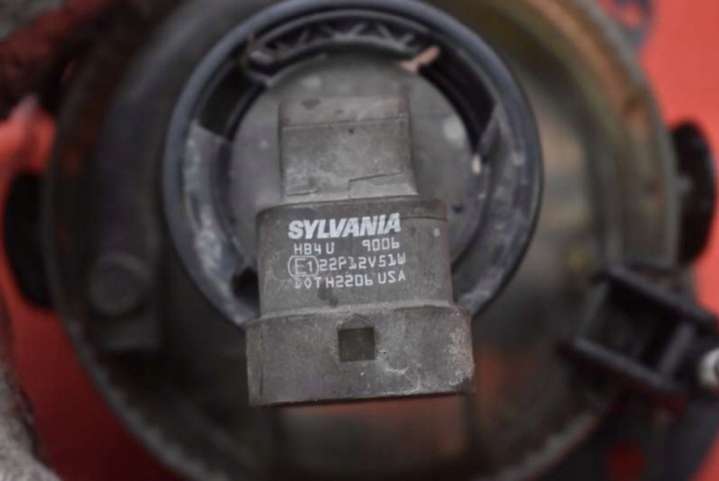 SYLVANIA
HB4U 9006
E1 22P12V51W
DOT H2206 USA